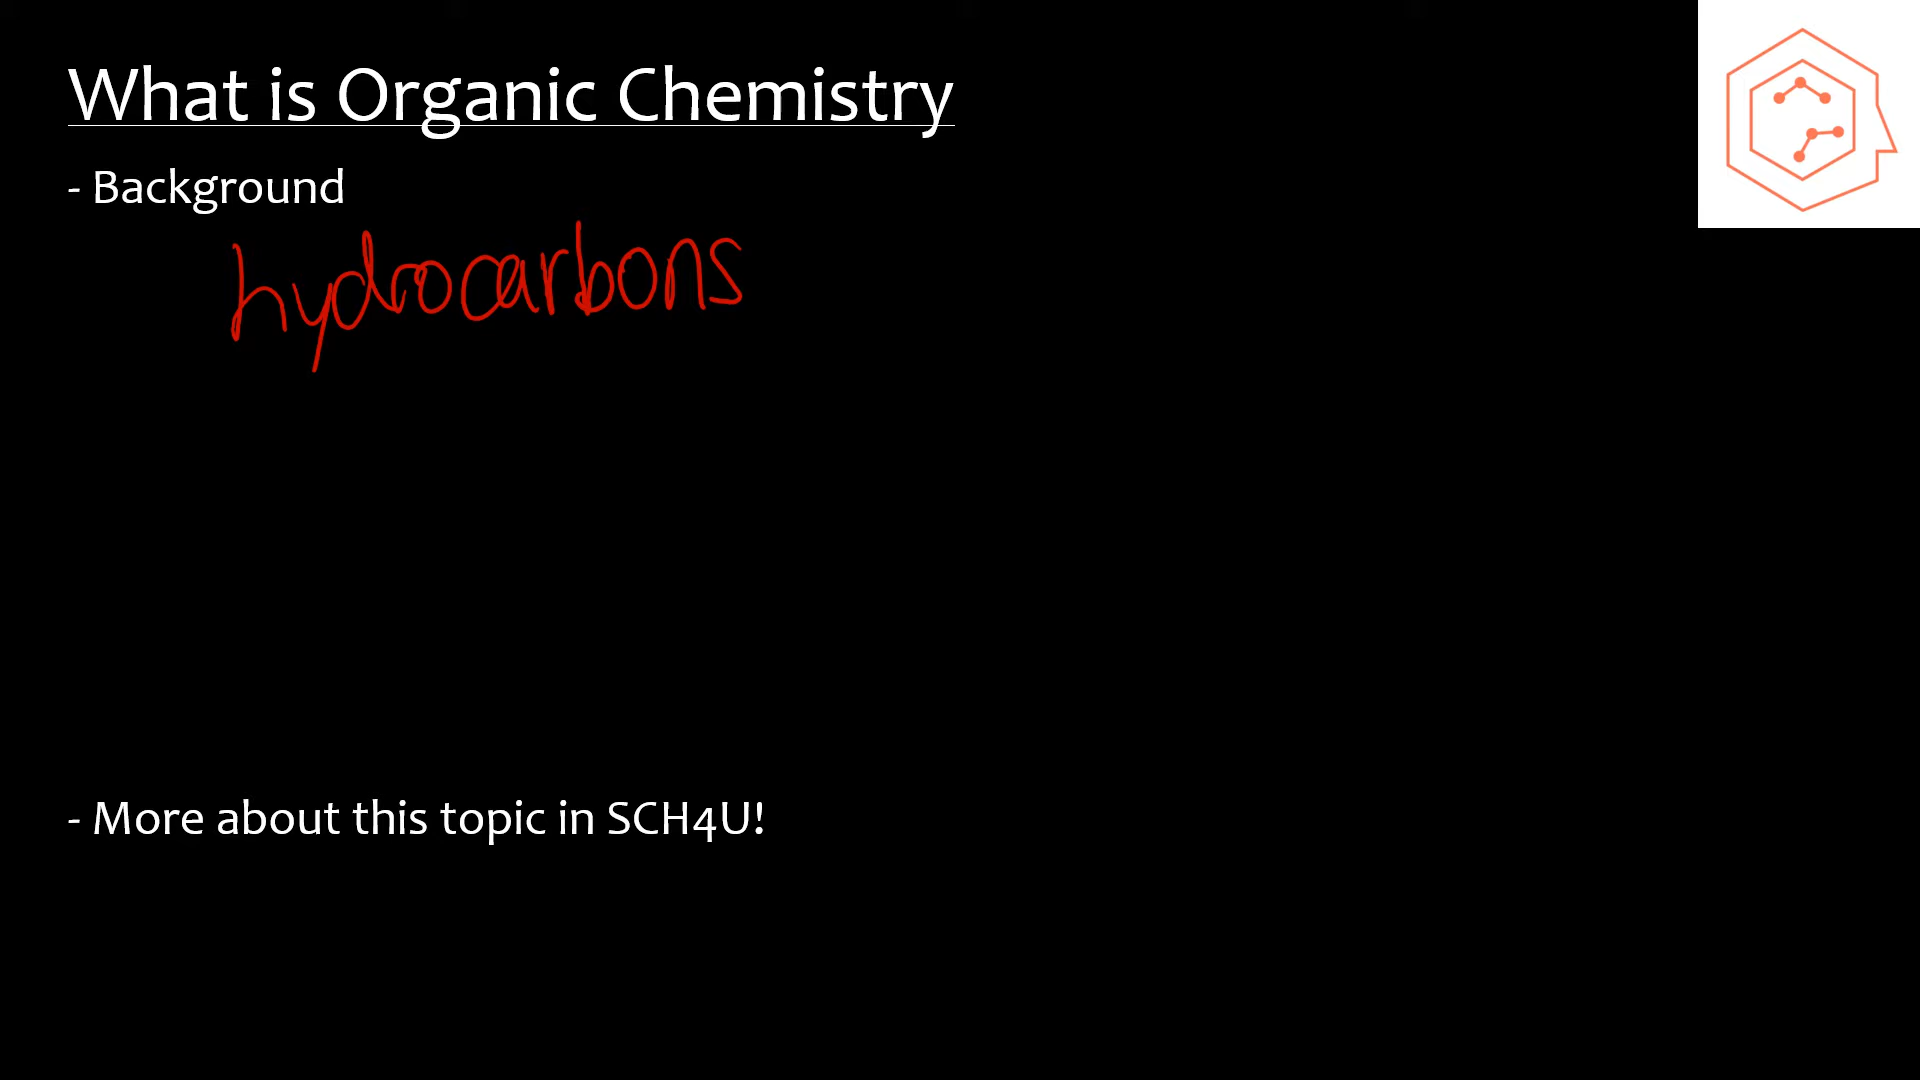 What is Organic Chemistry
- Background
hydrocarbons
- More about this topic in SCH4U!